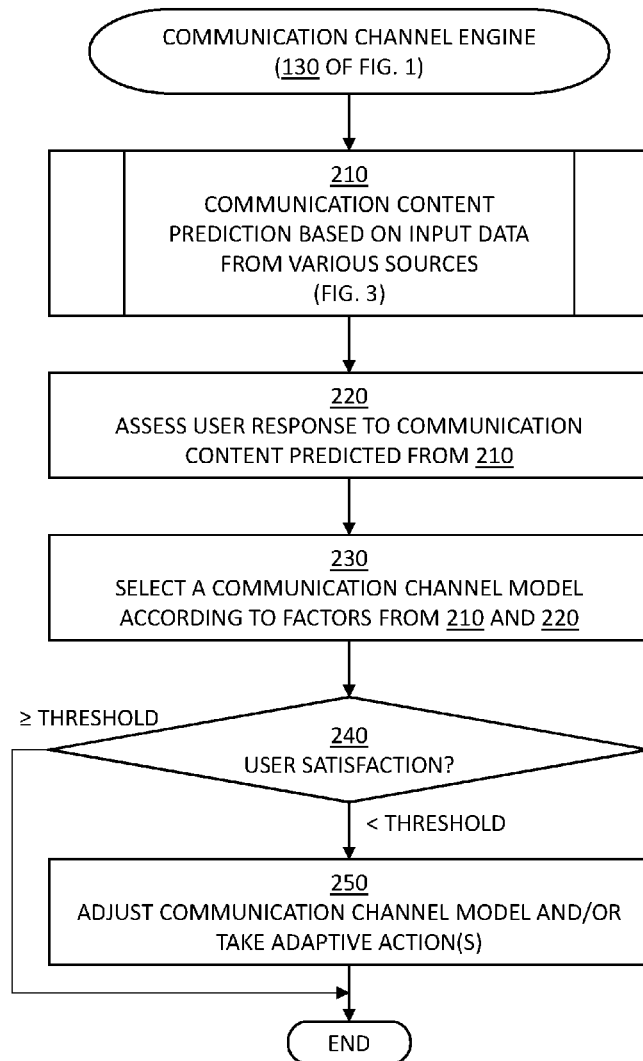 COMMUNICATION CHANNEL ENGINE
(130 OF FIG. 1)
210
COMMUNICATION CONTENT
PREDICTION BASED ON INPUT DATA
FROM VARIOUS SOURCES
(FIG. 3)
220
ASSESS USER RESPONSE TO COMMUNICATION
CONTENT PREDICTED FROM 210
230
SELECT A COMMUNICATION CHANNEL MODEL
ACCORDING TO FACTORS FROM 210 AND 220
≥ THRESHOLD
240
USER SATISFACTION?
< THRESHOLD
250
ADJUST COMMUNICATION CHANNEL MODEL AND/OR
TAKE ADAPTIVE ACTION(S)
END